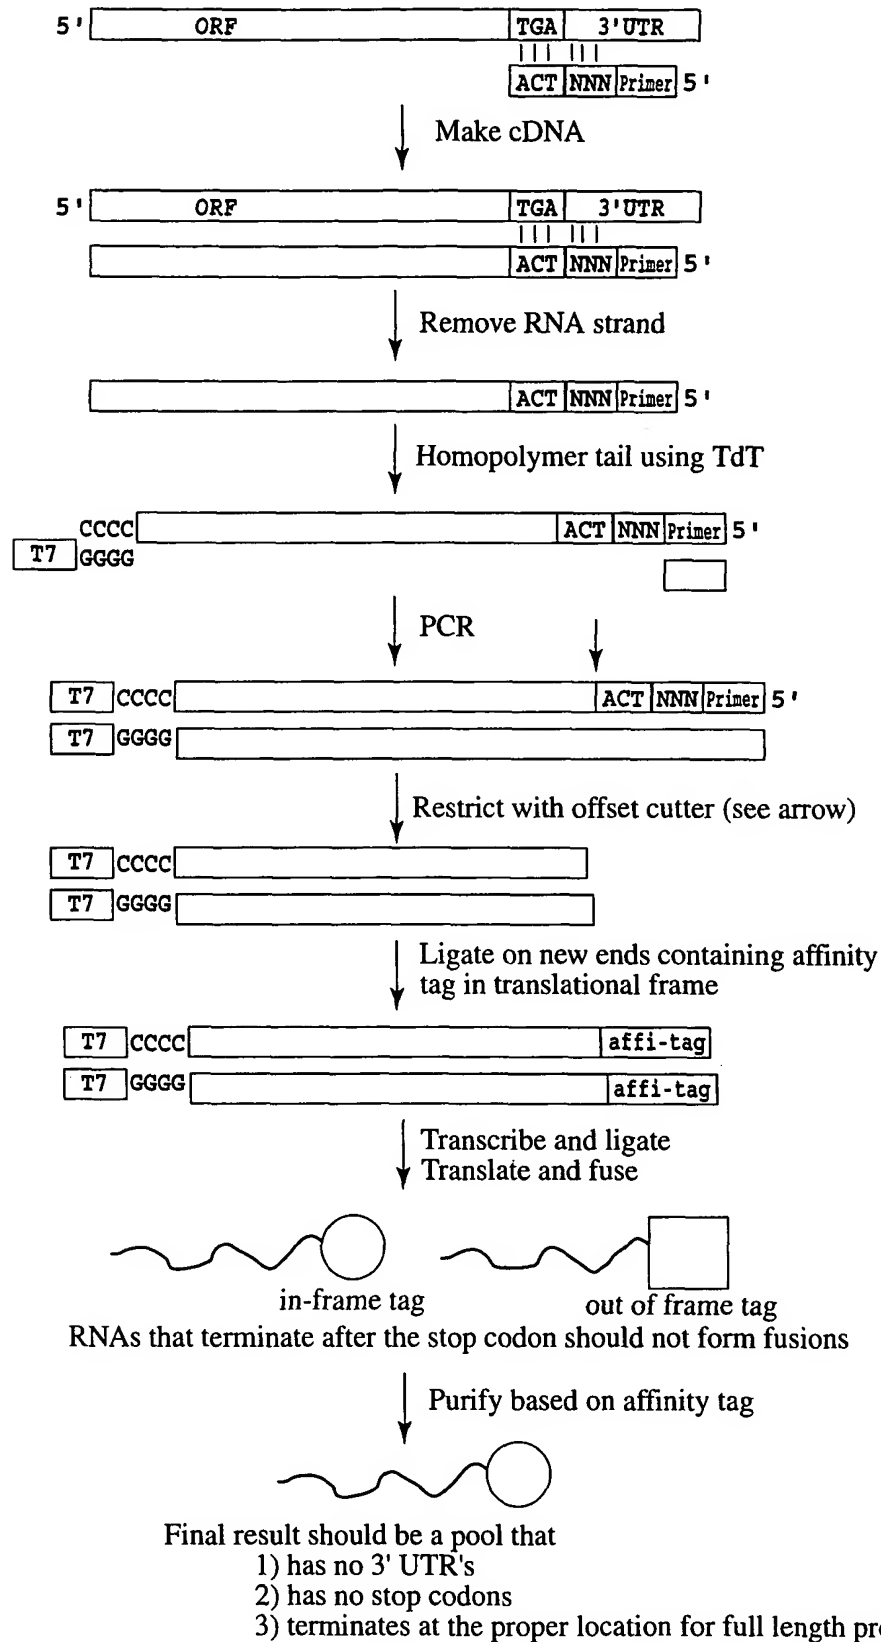 5' ORF TGA 3'UTR
ACT NNN Primer 5'
Make cDNA
5' ORF TGA 3'UTR
ACT NNN Primer 5'
Remove RNA strand
ACT NNN Primer 5'
Homopolymer tail using TdT
CCCC ACT NNN Primer 5'
T7 GGGG
PCR
T7 CCCC ACT NNN Primer 5'
T7 GGGG
Restrict with offset cutter (see arrow)
T7 CCCC
T7 GGGG
Ligate on new ends containing affinity
tag in translational frame
T7 CCCC affi-tag
T7 GGGG affi-tag
Transcribe and ligate
Translate and fuse
in-frame tag out of frame tag
RNAs that terminate after the stop codon should not form fusions
Purify based on affinity tag
Final result should be a pool that
1) has no 3' UTR's
2) has no stop codons
3) terminates at the proper location for full length